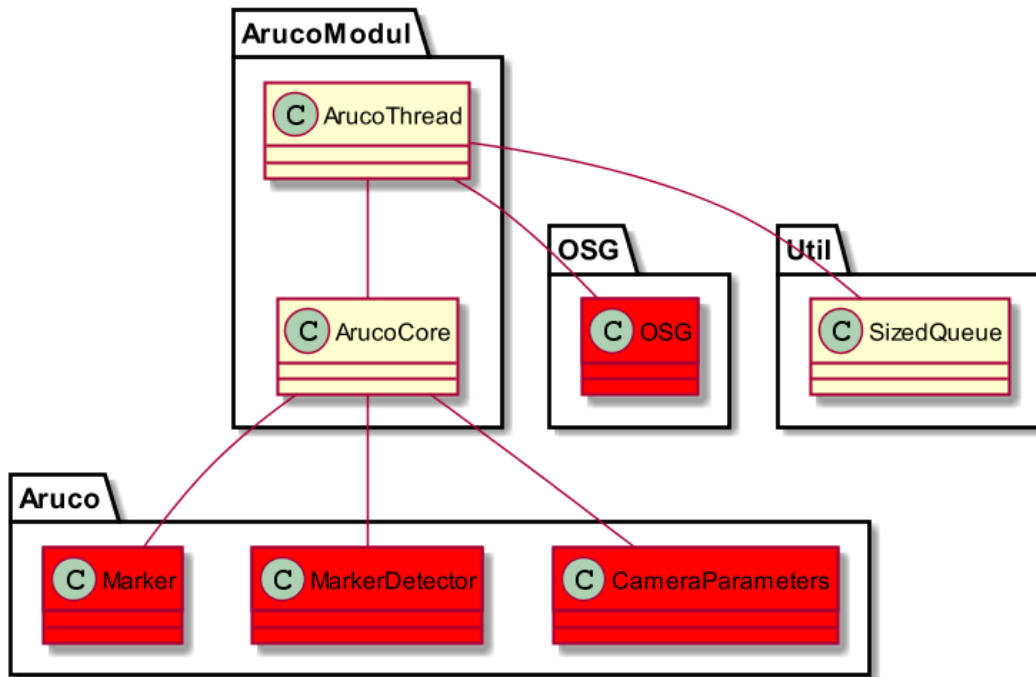 ArucoModul
C ArucoThread
OSG
Util
C ArucoCore
C OSG
C SizedQueue
Aruco
C Marker
C MarkerDetector
C CameraParameters